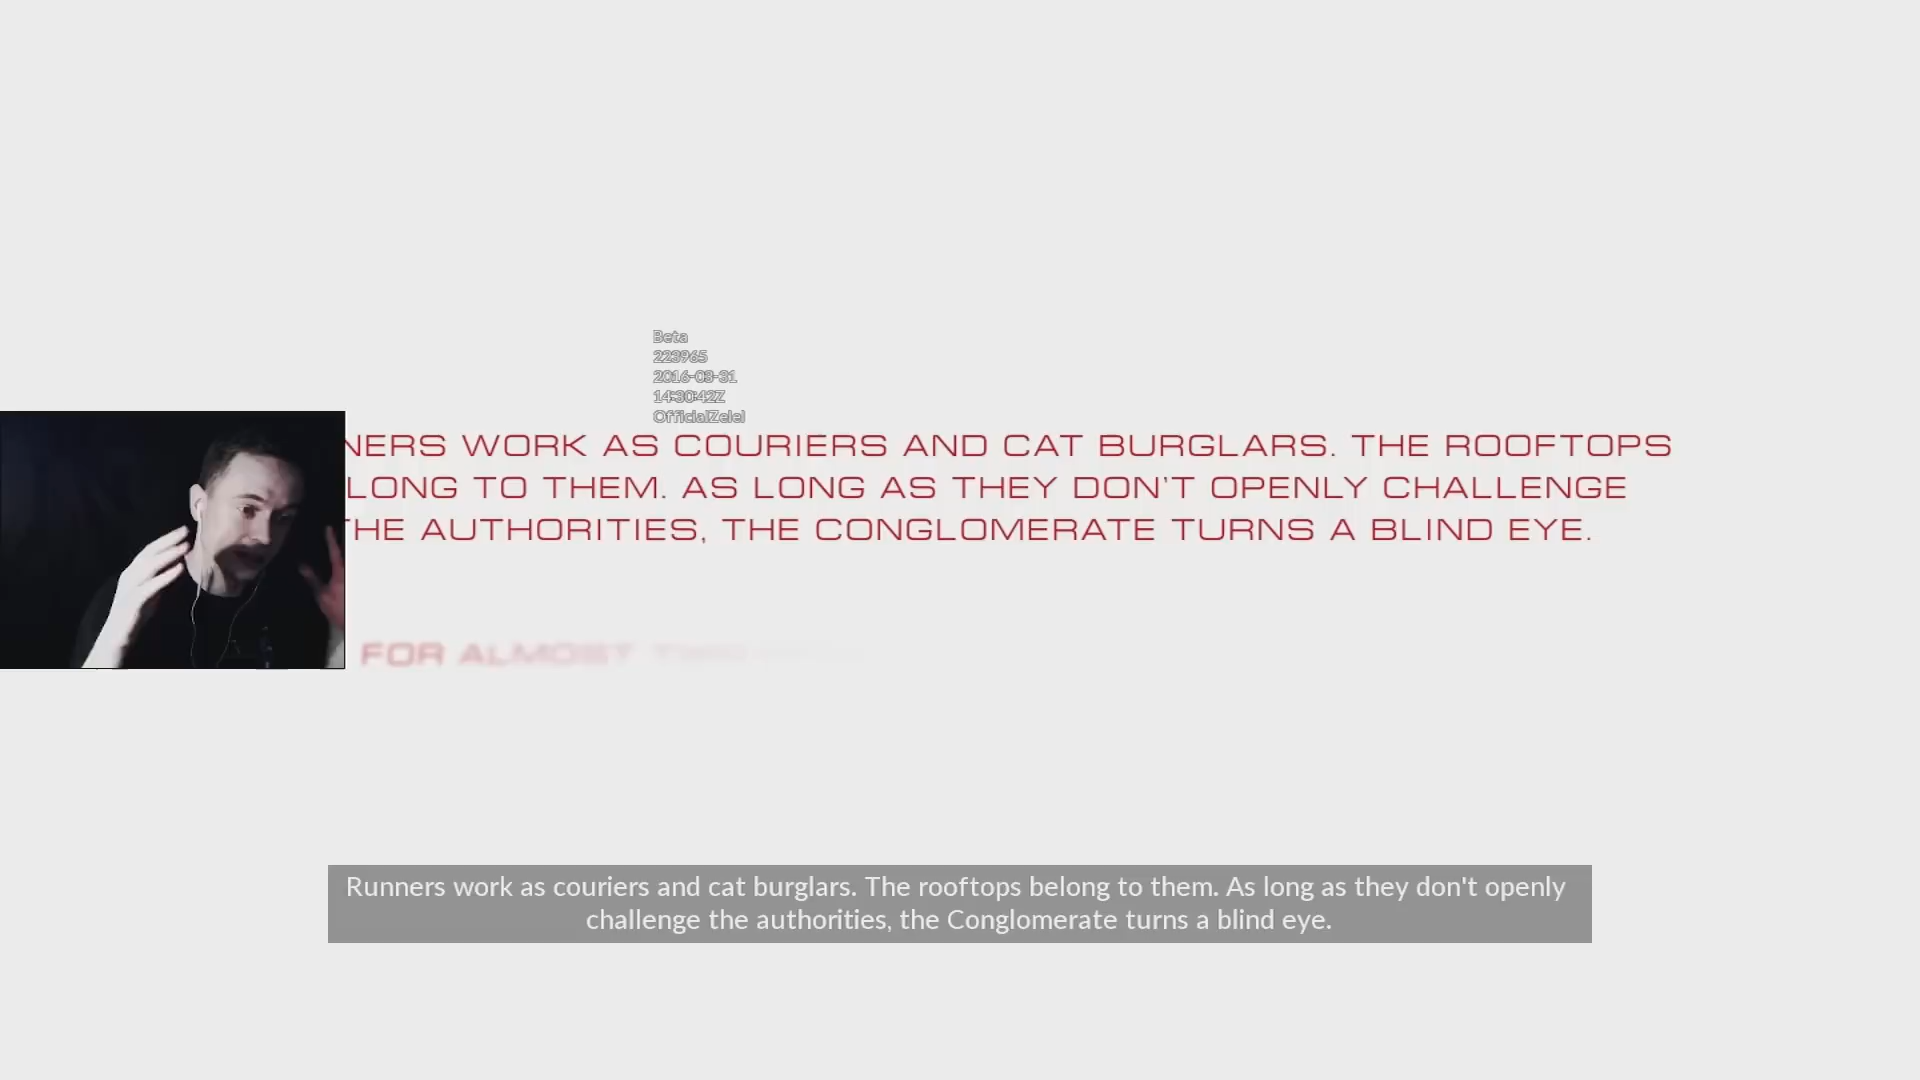 Beta
223965
2016-03-31
14:30:42Z
OfficialZelel
NERS WORK AS COURIERS AND CAT BURGLARS. THE ROOFTOPS
LONG TO THEM. AS LONG AS THEY DON'T OPENLY CHALLENGE
THE AUTHORITIES, THE CONGLOMERATE TURNS A BLIND EYE.
FOR ALMOST
Runners work as couriers and cat burglars. The rooftops belong to them. As long as they don't openly
challenge the authorities, the Conglomerate turns a blind eye.